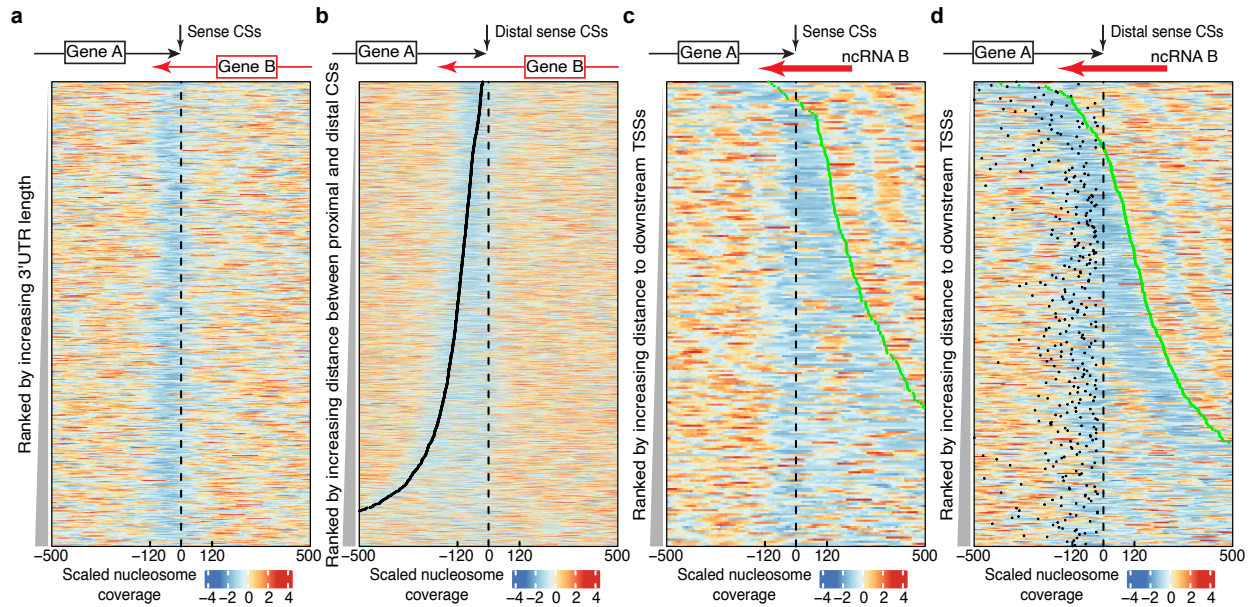 a
Sense CSs
Gene A
Gene B
Ranked by increasing 3'UTR length
−500
−120
0
120
500
Scaled nucleosome
coverage
−4 −2 0 2 4
b
Distal sense CSs
Gene A
Gene B
Ranked by increasing distance between proximal and distal CSs
−500
−120
0
120
500
Scaled nucleosome
coverage
−4 −2 0 2 4
c
Sense CSs
Gene A
ncRNA B
Ranked by increasing distance to downstream TSSs
−500
−120
0
120
500
Scaled nucleosome
coverage
−4 −2 0 2 4
d
Distal sense CSs
Gene A
ncRNA B
Ranked by increasing distance to downstream TSSs
−500
−120
0
120
500
Scaled nucleosome
coverage
−4 −2 0 2 4